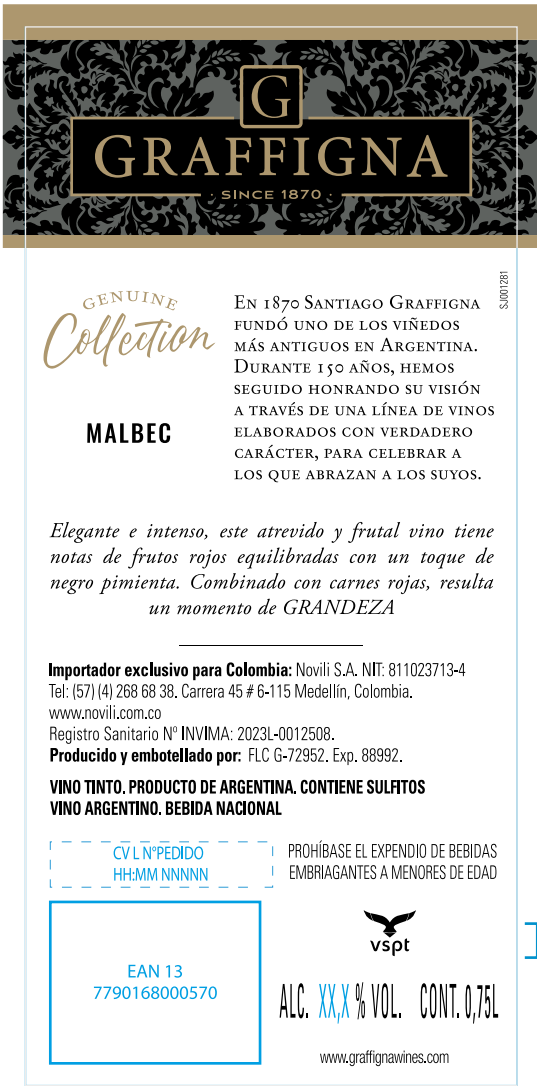 G
GRAFFIGNA
· SINCE 1870 ·
SJ001281
GENUINE
Collection
MALBEC
En 1870 Santiago Graffigna
fundó uno de los viñedos
más antiguos en Argentina.
Durante 150 años, hemos
seguido honrando su visión
a través de una línea de vinos
elaborados con verdadero
carácter, para celebrar a
los que abrazan a los suyos.
Elegante e intenso, este atrevido y frutal vino tiene
notas de frutos rojos equilibradas con un toque de
negro pimienta. Combinado con carnes rojas, resulta
un momento de GRANDEZA
Importador exclusivo para Colombia: Novili S.A. NIT: 811023713-4
Tel: (57) (4) 268 68 38. Carrera 45 # 6-115 Medellín, Colombia.
www.novili.com.co
Registro Sanitario Nº INVIMA: 2023L-0012508.
Producido y embotellado por: FLC G-72952. Exp. 88992.
VINO TINTO. PRODUCTO DE ARGENTINA. CONTIENE SULFITOS
VINO ARGENTINO. BEBIDA NACIONAL
CV L NºPEDIDO
HH:MM NNNNN
PROHÍBASE EL EXPENDIO DE BEBIDAS
EMBRIAGANTES A MENORES DE EDAD
EAN 13
7790168000570
vspt
ALC. XX,X % VOL. CONT. 0,75L
www.graffignawines.com